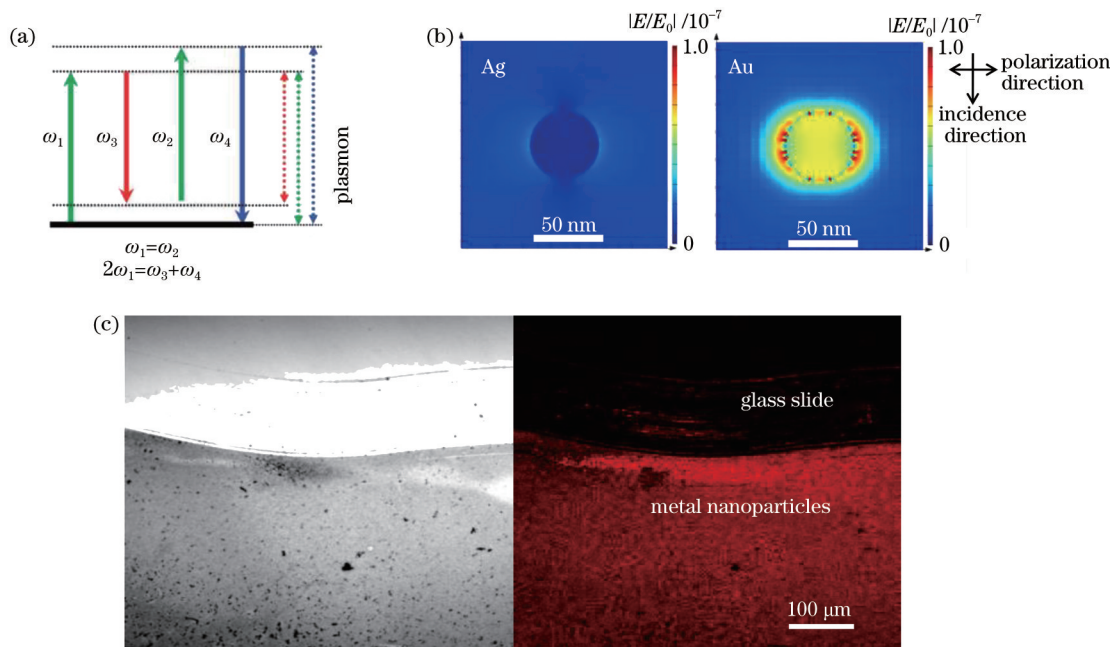 (a)
ω1
ω3
ω2
ω4
plasmon
ω1=ω2
2ω1=ω3+ω4
(b)
|E/E0| /10−7
1.0
Ag
50 nm
0
|E/E0| /10−7
1.0
Au
50 nm
0
polarization
direction
incidence
direction
(c)
glass slide
metal nanoparticles
100 μm